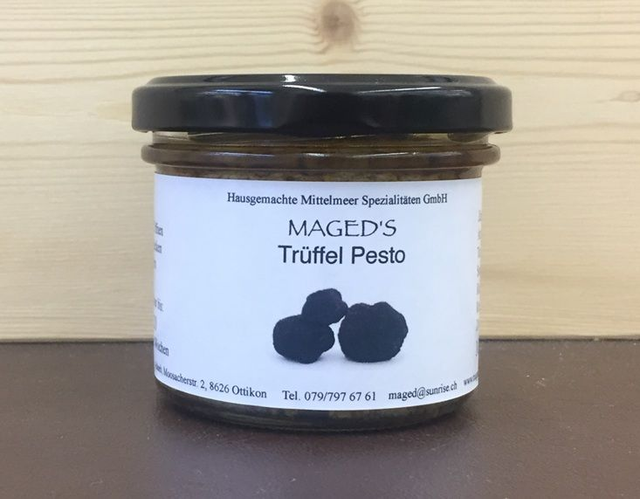 Hausgemachte Mittelmeer Spezialitäten GmbH
MAGED'S
Trüffel Pesto
Moosacherstr. 2, 8626 Ottikon Tel. 079/797 67 61 maged@sunrise.ch